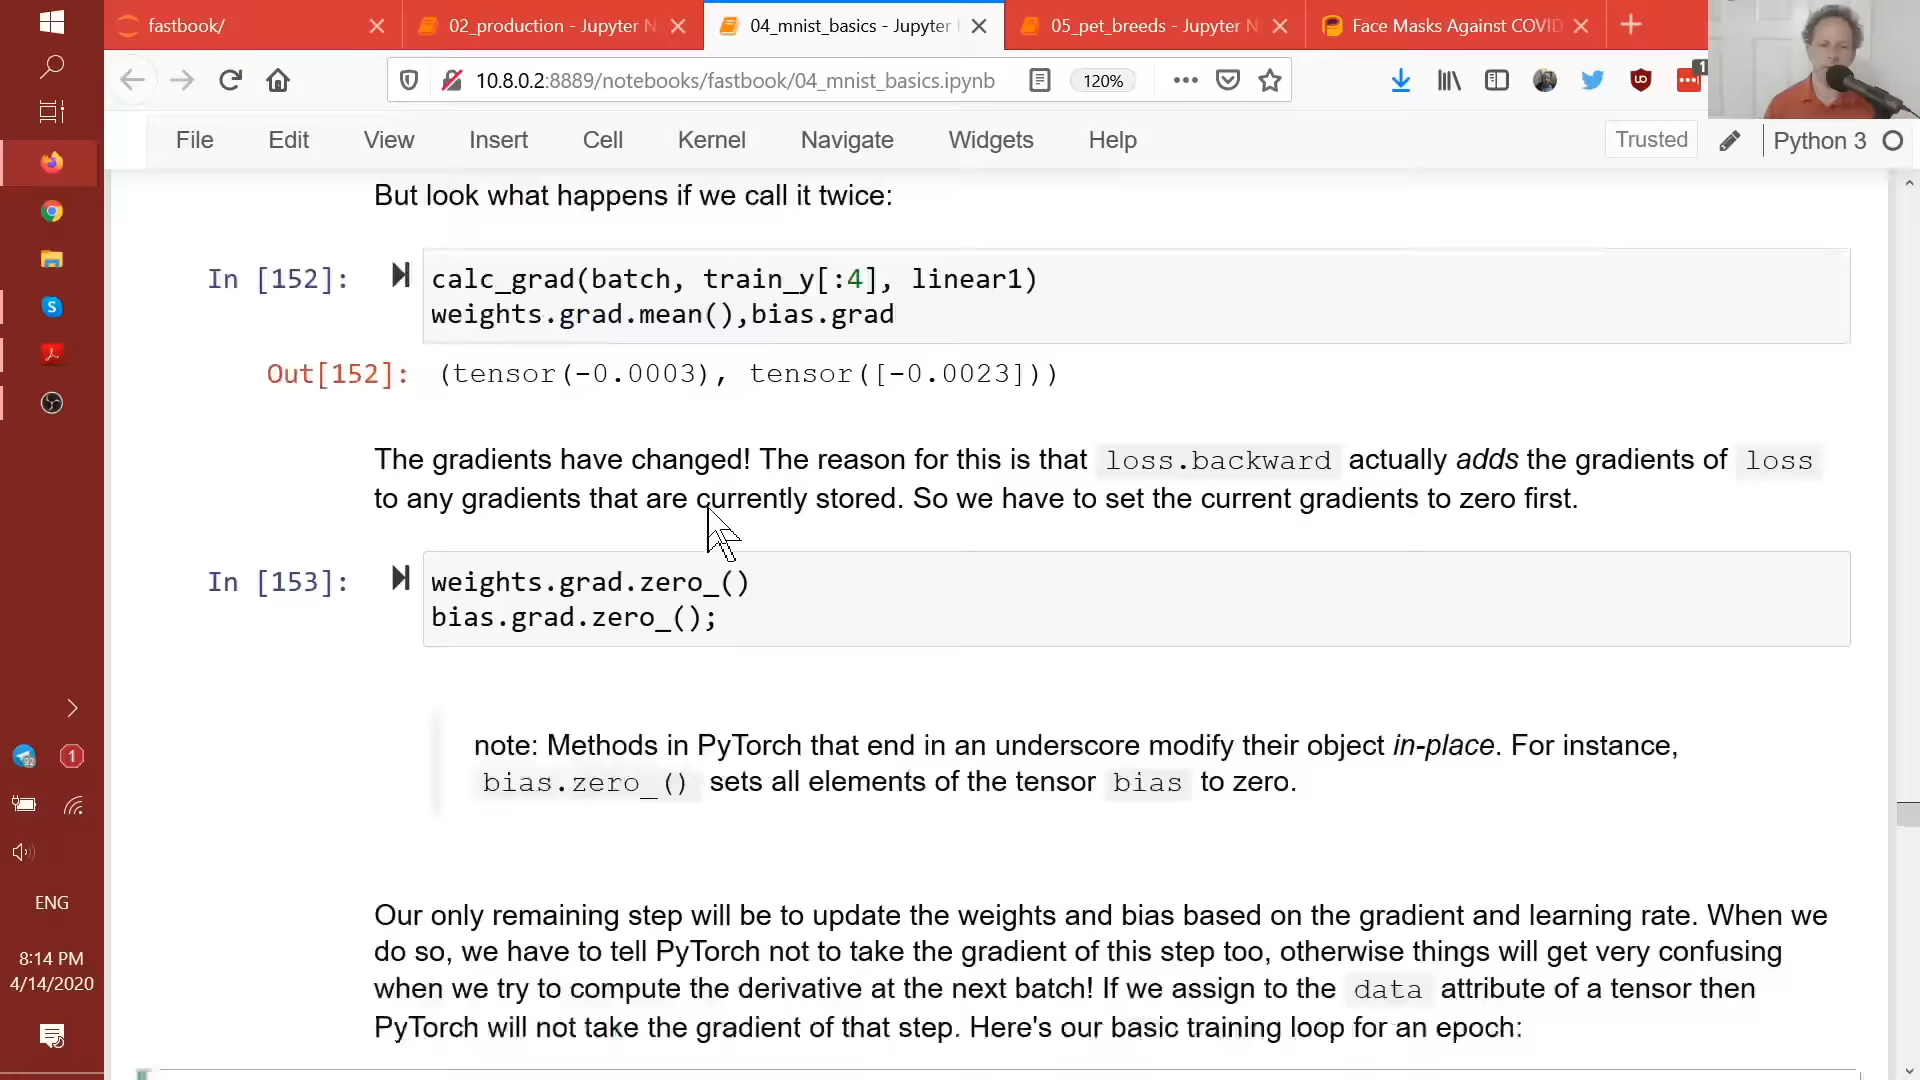 fastbook/
02_production - Jupyter N
04_mnist_basics - Jupyter
05_pet_breeds - Jupyter N
Face Masks Against COVID
10.8.0.2:8889/notebooks/fastbook/04_mnist_basics.ipynb
120%
1
File Edit View Insert Cell Kernel Navigate Widgets Help
Trusted
Python 3
But look what happens if we call it twice:
In [152]:
calc_grad(batch, train_y[:4], linear1)
weights.grad.mean(),bias.grad
Out[152]: (tensor(-0.0003), tensor([-0.0023]))
The gradients have changed! The reason for this is that loss.backward actually adds the gradients of loss
to any gradients that are currently stored. So we have to set the current gradients to zero first.
In [153]:
weights.grad.zero_()
bias.grad.zero_();
note: Methods in PyTorch that end in an underscore modify their object in-place. For instance,
bias.zero_() sets all elements of the tensor bias to zero.
Our only remaining step will be to update the weights and bias based on the gradient and learning rate. When we
do so, we have to tell PyTorch not to take the gradient of this step too, otherwise things will get very confusing
when we try to compute the derivative at the next batch! If we assign to the data attribute of a tensor then
PyTorch will not take the gradient of that step. Here's our basic training loop for an epoch:
92
1
ENG
8:14 PM
4/14/2020